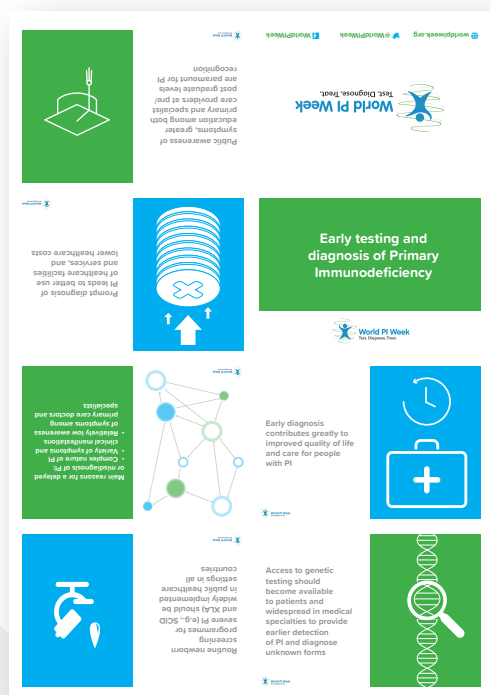 Public awareness of
symptoms, greater
education among both
primary and specialist
care providers at pre/
post graduate levels
are paramount for PI
recognition
worldpiweek.org
@WorldPIWeek
WorldPIWeek
World PI Week
Test. Diagnose. Treat.
Prompt diagnosis of
PI leads to better use
of healthcare facilities
and services, and
lower healthcare costs
Early testing and
diagnosis of Primary
Immunodeficiency
World PI Week
Test. Diagnose. Treat.
Main reasons for a delayed
or misdiagnosis of PI:
• Complex nature of PI
• Variety of symptoms and
clinical manifestations
• Relatively low awareness
of symptoms among
primary care doctors and
specialists
Early diagnosis
contributes greatly to
improved quality of life
and care for people
with PI
Routine newborn
screening
programmes for
severe PI (e.g., SCID
and XLA) should be
widely implemented
in public healthcare
settings in all
countries
Access to genetic
testing should
become available
to patients and
widespread in medical
specialties to provide
earlier detection
of PI and diagnose
unknown forms